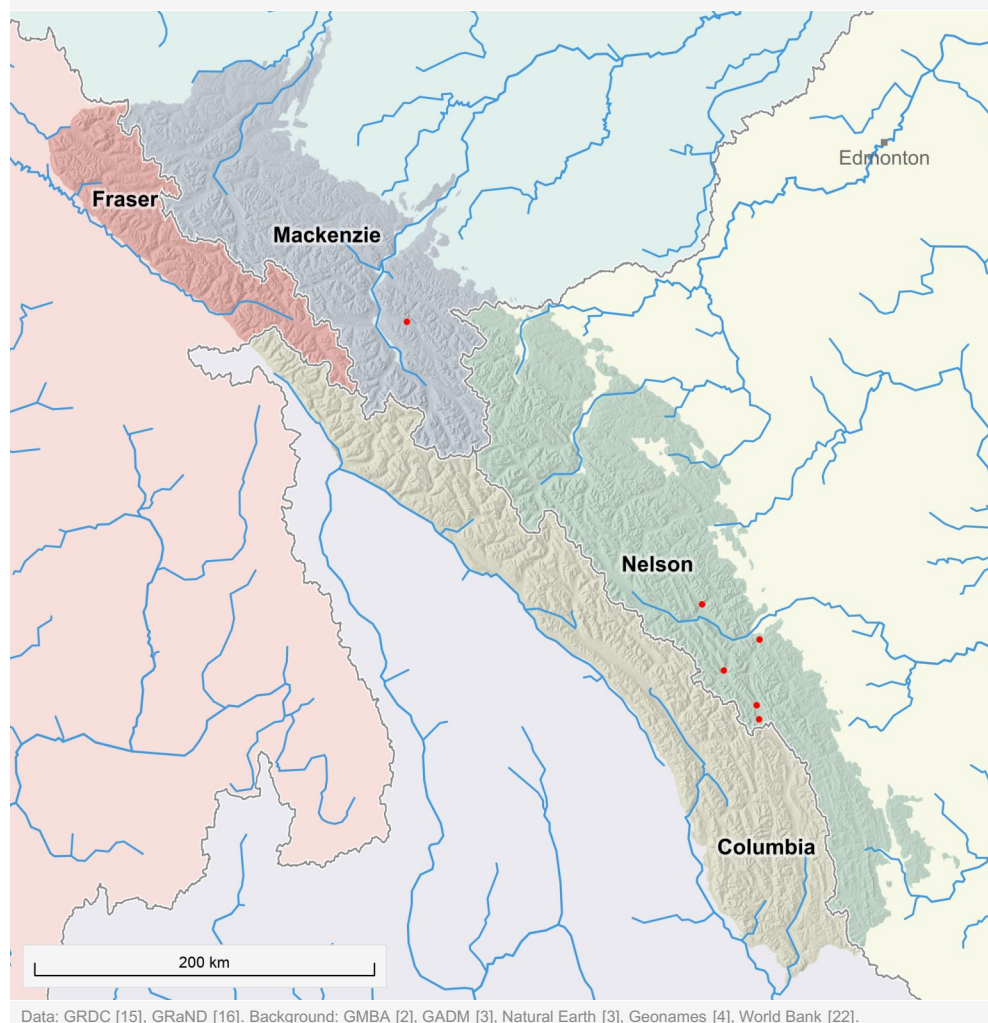 Edmonton
Fraser
Mackenzie
Nelson
Columbia
200 km
Data: GRDC [15], GRanD [16]. Background: GMBA [2], GADM [3], Natural Earth [3], Geonames [4], World Bank [22].